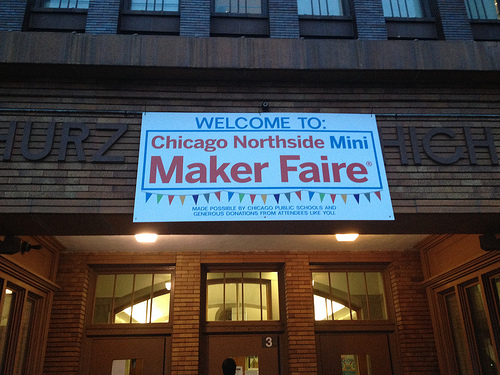 WELCOME TO:
Chicago Northside Mini
Maker Faire®
MADE POSSIBLE BY CHICAGO PUBLIC SCHOOLS AND
GENEROUS DONATIONS FROM ATTENDEES LIKE YOU.
HURZ HIGH
3